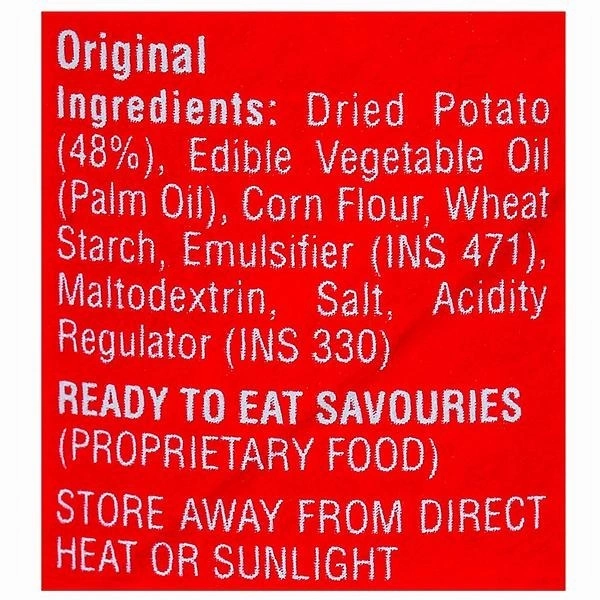 Original
Ingredients: Dried Potato
(48%), Edible Vegetable Oil
(Palm Oil), Corn Flour, Wheat
Starch, Emulsifier (INS 471),
Maltodextrin, Salt, Acidity
Regulator (INS 330)
READY TO EAT SAVOURIES
(PROPRIETARY FOOD)
STORE AWAY FROM DIRECT
HEAT OR SUNLIGHT